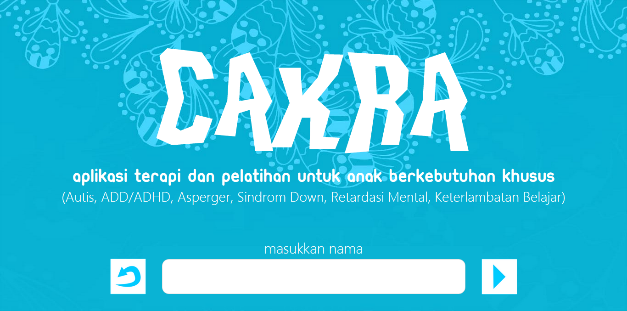 CAKRA
aplikasi terapi dan pelatihan untuk anak berkebutuhan khusus
(Autis, ADD/ADHD, Asperger, Sindrom Down, Retardasi Mental, Keterlambatan Belajar)
masukkan nama